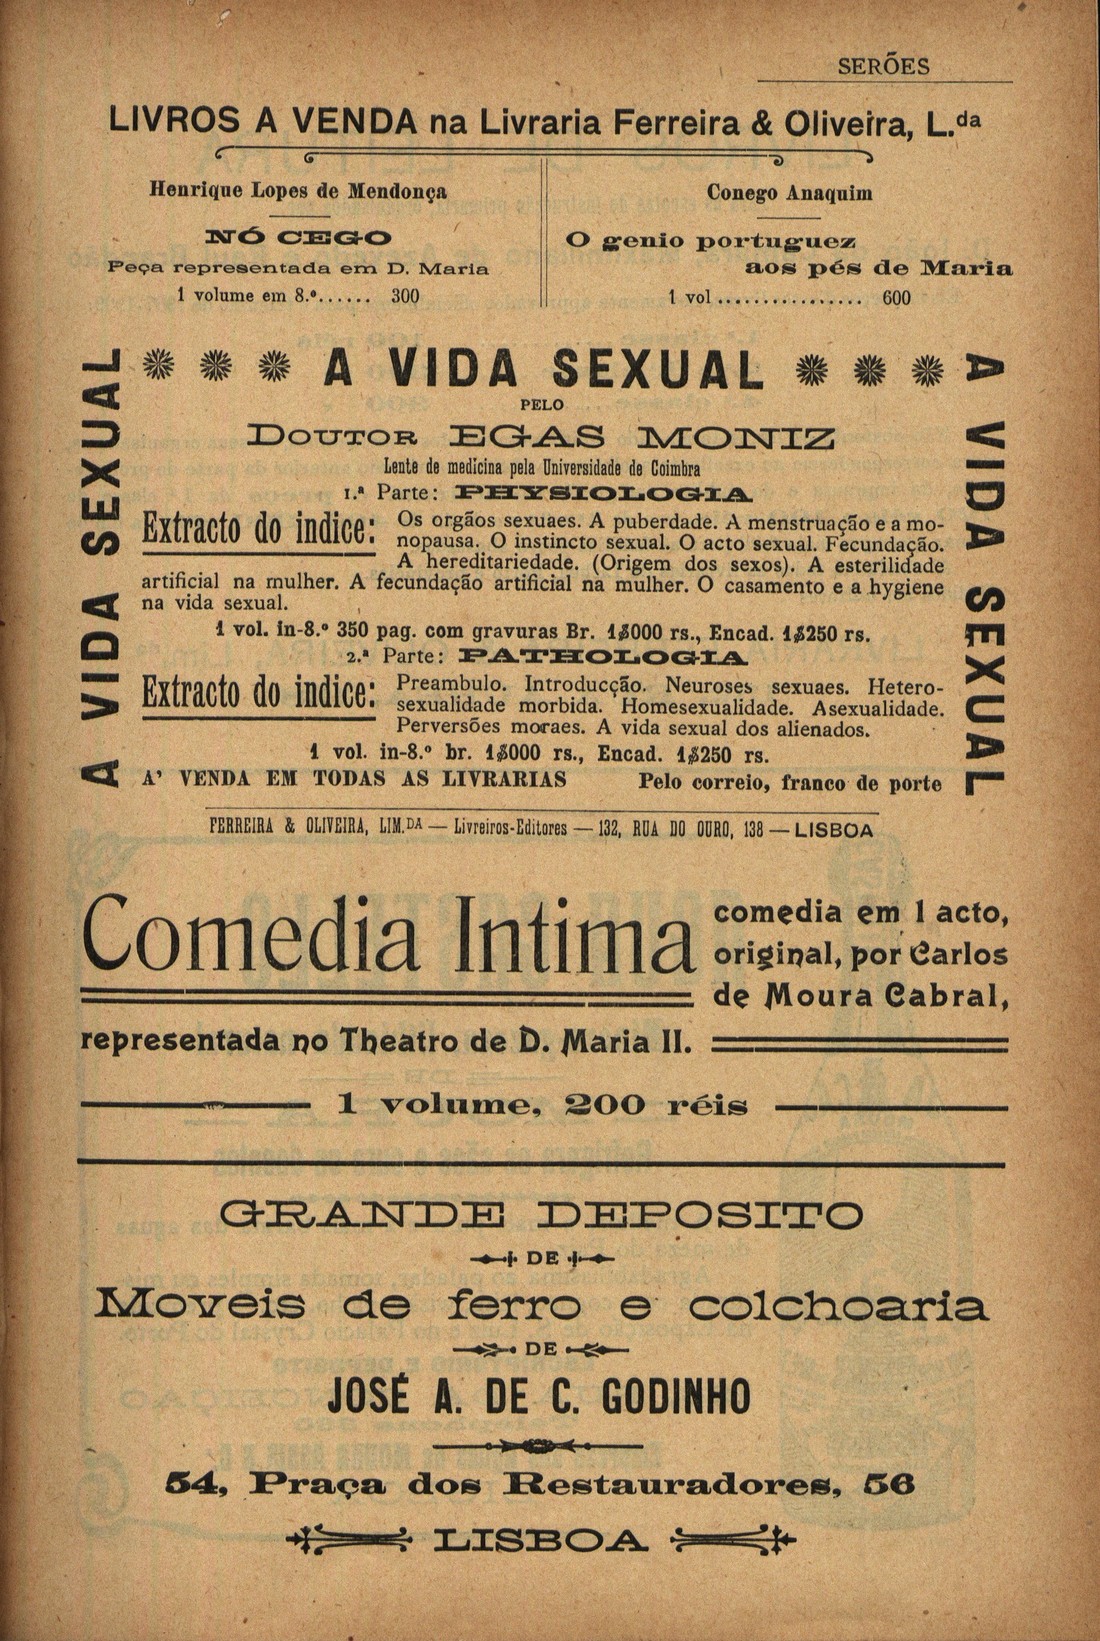 SERÕES
LIVROS A VENDA na Livraria Ferreira & Oliveira, L.da
Henrique Lopes de Mendonça
NÓ CEGO
Peça representada em D. Maria
1 volume em 8.º...... 300
Conego Anaquim
O genio portuguez
aos pés de Maria
1 vol................ 600
A VIDA SEXUAL
A VIDA SEXUAL
A VIDA SEXUAL
PELO
DOUTOR EGAS MONIZ
Lente de medicina pela Universidade de Coimbra
1.ª Parte: PHYSIOLOGIA
Extracto do indice: Os orgãos sexuaes. A puberdade. A menstruação e a mo-
nopausa. O instincto sexual. O acto sexual. Fecundação.
A hereditariedade. (Origem dos sexos). A esterilidade
artificial na mulher. A fecundação artificial na mulher. O casamento e a hygiene
na vida sexual.
1 vol. in-8.º 350 pag. com gravuras Br. 1$000 rs., Encad. 1$250 rs.
2.ª Parte: PATHOLOGIA
Extracto do indice: Preambulo. Introducção. Neuroses sexuaes. Hetero-
sexualidade morbida. Homesexualidade. Asexualidade.
Perversões moraes. A vida sexual dos alienados.
1 vol. in-8.º br. 1$000 rs., Encad. 1$250 rs.
A' VENDA EM TODAS AS LIVRARIAS Pelo correio, franco de porte
FERREIRA & OLIVEIRA, LIM.DA — Livreiros-Editores — 132, RUA DO OURO, 138 — LISBOA
Comedia Intima
comedia em 1 acto,
original, por Carlos
de Moura Cabral,
representada no Theatro de D. Maria II.
1 volume, 200 réis
GRANDE DEPOSITO
DE
Moveis de ferro e colchoaria
DE
JOSÉ A. DE C. GODINHO
54, Praça dos Restauradores, 56
LISBOA